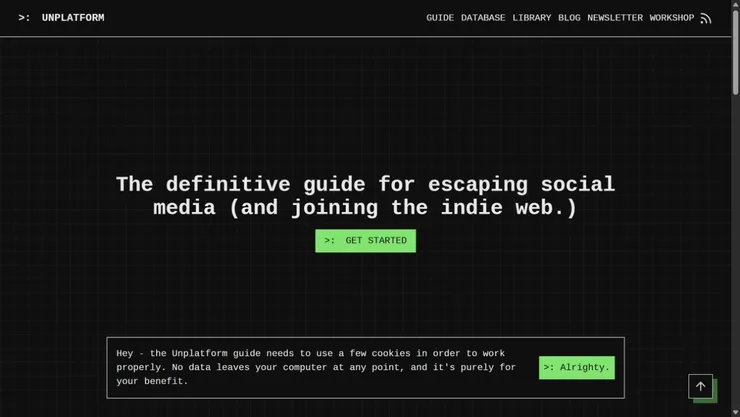 >: UNPLATFORM
GUIDE DATABASE LIBRARY BLOG NEWSLETTER WORKSHOP
The definitive guide for escaping social
media (and joining the indie web.)
>: GET STARTED
Hey - the Unplatform guide needs to use a few cookies in order to work
properly. No data leaves your computer at any point, and it's purely for
your benefit.
>: Alrighty.